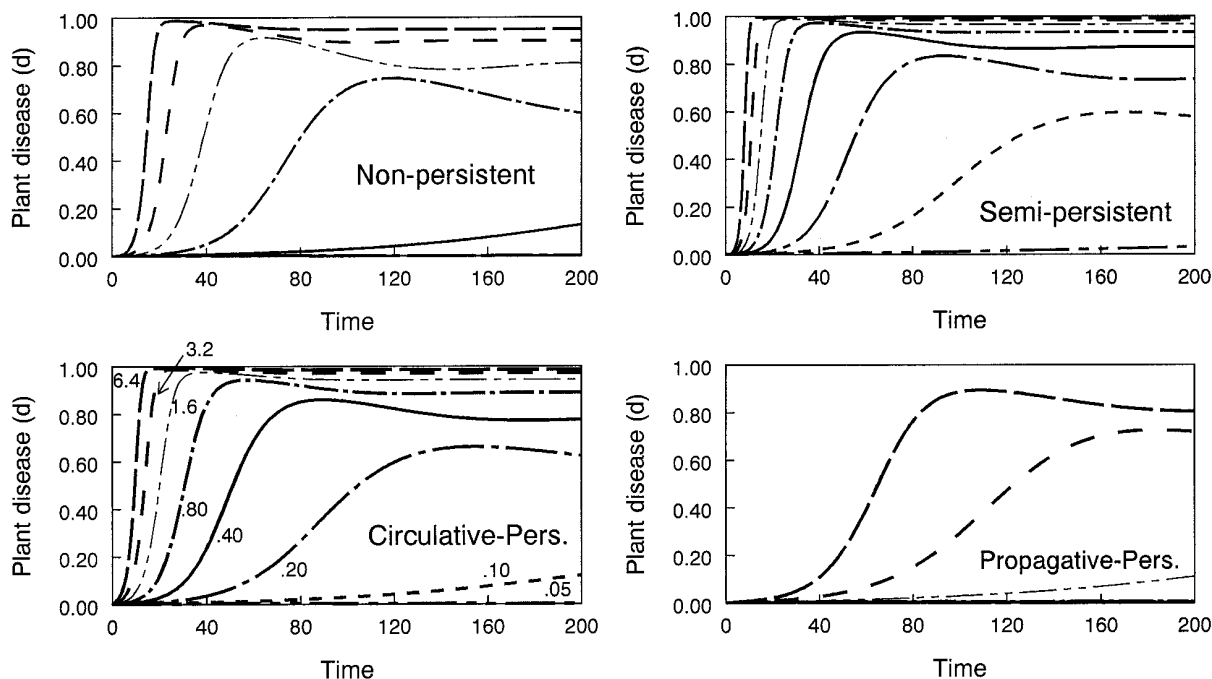 Plant disease (d)
1.00
0.80
0.60
0.40
0.20
0.00
Non-persistent
0 40 80 120 160 200
Time
Plant disease (d)
1.00
0.80
0.60
0.40
0.20
0.00
Semi-persistent
0 40 80 120 160 200
Time
Plant disease (d)
1.00
0.80
0.60
0.40
0.20
0.00
3.2
6.4
1.6
.80
.40
.20
.10
.05
Circulative-Pers.
0 40 80 120 160 200
Time
Plant disease (d)
1.00
0.80
0.60
0.40
0.20
0.00
Propagative-Pers.
0 40 80 120 160 200
Time